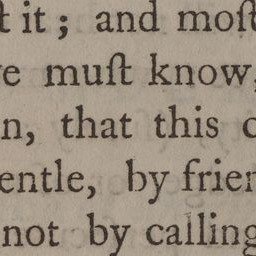 t it; and moſt
e muſt know,
n, that this c
entle, by frien
not by calling